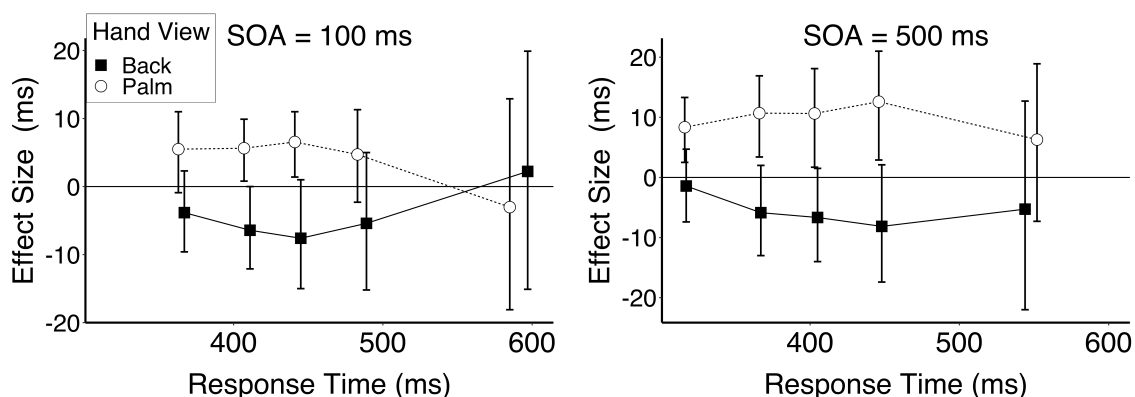 Hand View
Back
Palm
SOA = 100 ms
20
10
0
-10
-20
Effect Size (ms)
400
500
600
Response Time (ms)
SOA = 500 ms
20
10
0
-10
-20
Effect Size (ms)
400
500
600
Response Time (ms)